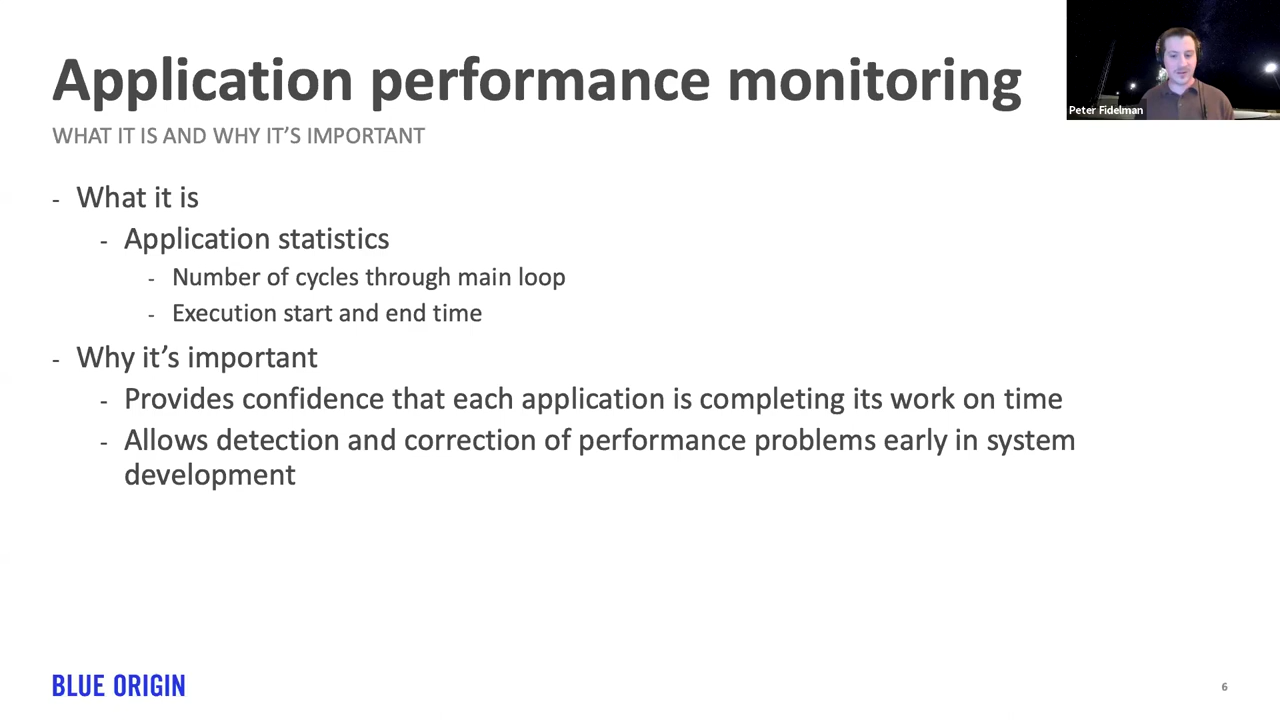 Application performance monitoring
Peter Fidelman
WHAT IT IS AND WHY IT'S IMPORTANT
- What it is
- Application statistics
- Number of cycles through main loop
- Execution start and end time
- Why it's important
- Provides confidence that each application is completing its work on time
- Allows detection and correction of performance problems early in system
development
BLUE ORIGIN
6